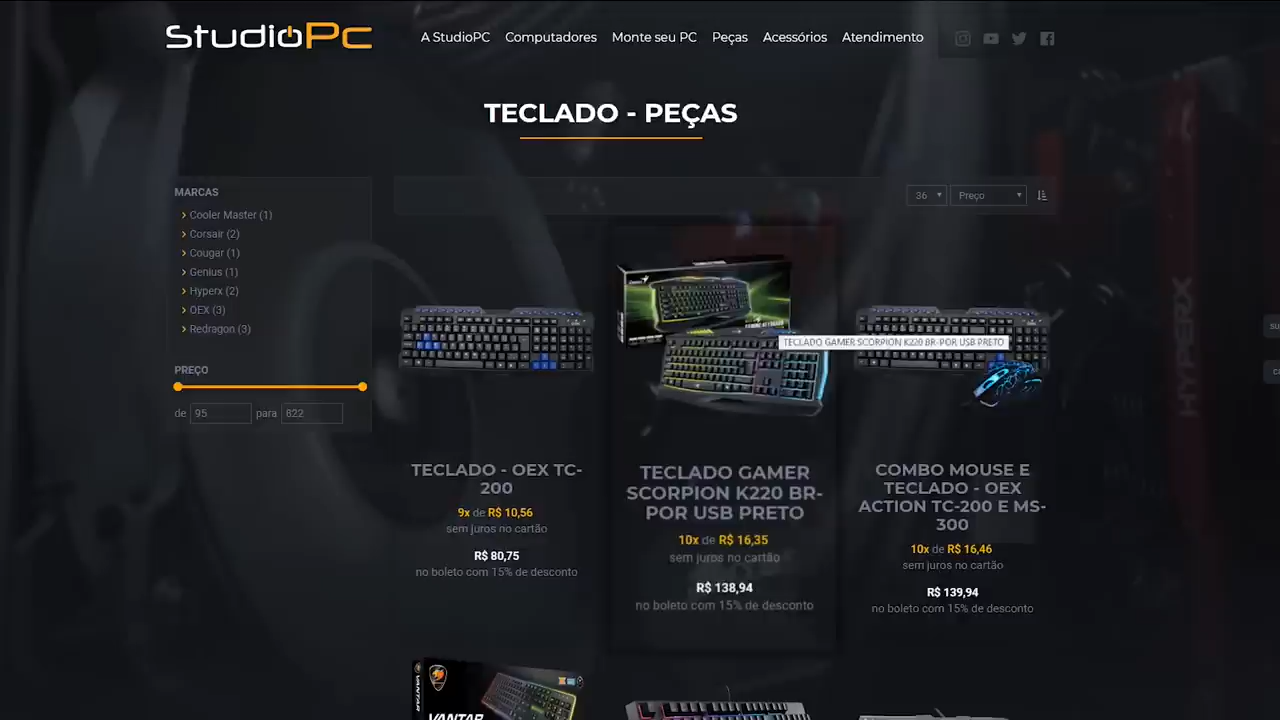 StudioPc
A StudioPC
Computadores
Monte seu PC
Peças
Acessórios
Atendimento
TECLADO - PEÇAS
MARCAS
Cooler Master (1)
Corsair (2)
Cougar (1)
Genius (1)
Hyperx (2)
OEX (3)
Redragon (3)
PREÇO
de 95 para 822
36
Preço
TECLADO GAMER SCORPION K220 BR-POR USB PRETO
TECLADO - OEX TC-
200
9x de R$ 10,56
sem juros no cartão
R$ 80,75
no boleto com 15% de desconto
TECLADO GAMER
SCORPION K220 BR-
POR USB PRETO
10x de R$ 16,35
sem juros no cartão
R$ 138,94
no boleto com 15% de desconto
COMBO MOUSE E
TECLADO - OEX
ACTION TC-200 E MS-
300
10x de R$ 16,46
sem juros no cartão
R$ 139,94
no boleto com 15% de desconto
HYPERX
VANTAR
VANTAR